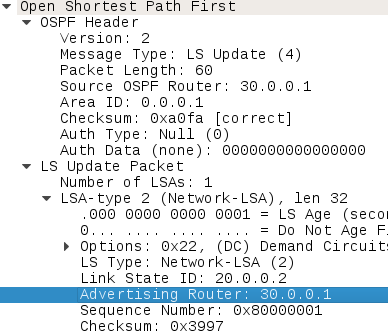 Open Shortest Path First
OSPF Header
Version: 2
Message Type: LS Update (4)
Packet Length: 60
Source OSPF Router: 30.0.0.1
Area ID: 0.0.0.1
Checksum: 0xa0fa [correct]
Auth Type: Null (0)
Auth Data (none): 0000000000000000
LS Update Packet
Number of LSAs: 1
LSA-type 2 (Network-LSA), len 32
.000 0000 0000 0001 = LS Age (seco
0... .... .... .... = Do Not Age F
Options: 0x22, (DC) Demand Circuits
LS Type: Network-LSA (2)
Link State ID: 20.0.0.2
Advertising Router: 30.0.0.1
Sequence Number: 0x80000001
Checksum: 0x3997